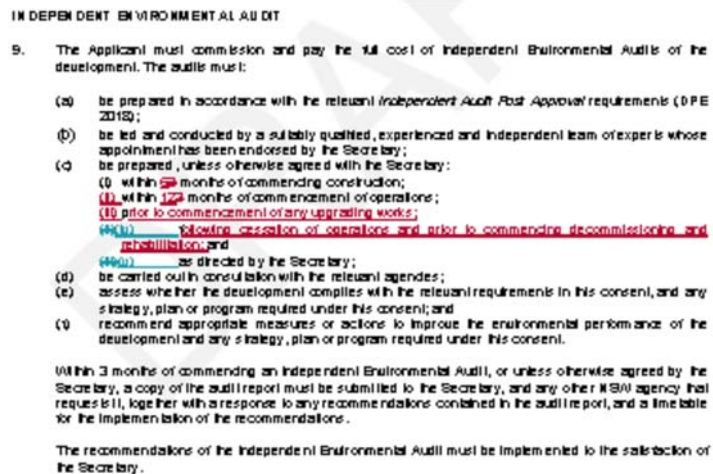 INDEPENDENT ENVIRONMENTAL AUDIT
9. The Applicant must commission and pay the full cost of Independent Environmental Audits of the
development. The audits must:
(a) be prepared in accordance with the relevant Independent Audit Post Approval requirements (DPE
2018);
(b) be led and conducted by a suitably qualified, experienced and independent team of experts whose
appointment has been endorsed by the Secretary;
(c) be prepared, unless otherwise agreed with the Secretary:
(i) within months of commencing construction;
(ii) within months of commencement of operations;
(iii) prior to commencement of any upgrading works;
following cessation of operations and prior to commencing decommissioning and
rehabilitation; and
as directed by the Secretary;
(d) be carried out in consultation with the relevant agencies;
(e) assess whether the development complies with the relevant requirements in this consent, and any
strategy, plan or program required under this consent; and
(f) recommend appropriate measures or actions to improve the environmental performance of the
development and any strategy, plan or program required under this consent.
Within 3 months of commencing an Independent Environmental Audit, or unless otherwise agreed by the
Secretary, a copy of the audit report must be submitted to the Secretary, and any other NSW agency that
requests it, together with a response to any recommendations contained in the audit report, and a timetable
for the implementation of the recommendations.
The recommendations of the Independent Environmental Audit must be implemented to the satisfaction of
the Secretary.